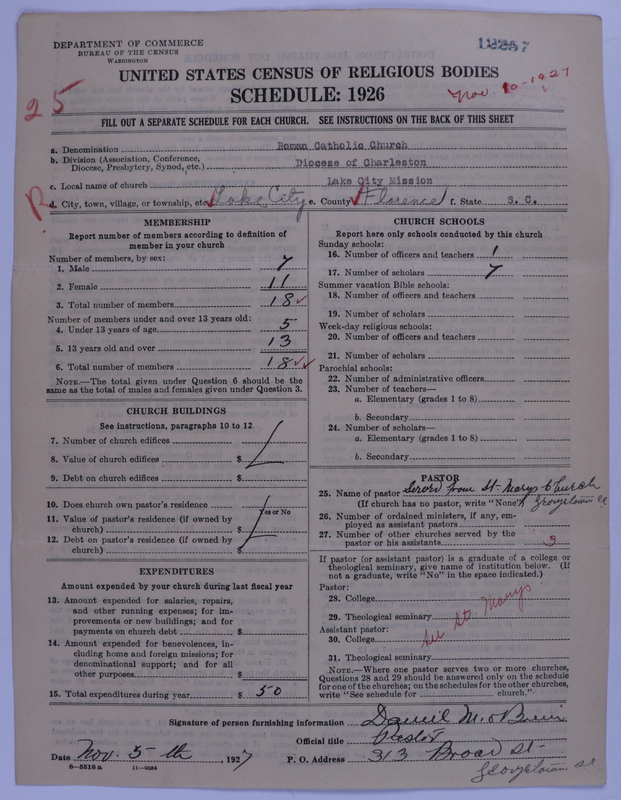 DEPARTMENT OF COMMERCE
BUREAU OF THE CENSUS
WASHINGTON
UNITED STATES CENSUS OF RELIGIOUS BODIES
SCHEDULE: 1926
25
Nov. 10-1927
FILL OUT A SEPARATE SCHEDULE FOR EACH CHURCH. SEE INSTRUCTIONS ON THE BACK OF THIS SHEET
a. Denomination Roman Catholic Church
b. Division (Association, Conference, Diocese, Presbytery, Synod, etc.) Diocese of Charleston
c. Local name of church Lake City Mission
R
d. City, town, village, or township, etc. Lake City e. County Florence f. State S. C.
MEMBERSHIP
Report number of members according to definition of
member in your church
Number of members, by sex:
1. Male 7
2. Female 11
3. Total number of members 18 ✓
Number of members under and over 13 years old:
4. Under 13 years of age 5
5. 13 years old and over 13
6. Total number of members 18 ✓✓
NOTE.—The total given under Question 6 should be the
same as the total of males and females given under Question 3.
CHURCH BUILDINGS
See instructions, paragraphs 10 to 12
7. Number of church edifices
8. Value of church edifices $
9. Debt on church edifices $
10. Does church own pastor's residence
Yes or No
11. Value of pastor's residence (if owned by
church) $
12. Debt on pastor's residence (if owned by
church) $
EXPENDITURES
Amount expended by your church during last fiscal year
13. Amount expended for salaries, repairs,
and other running expenses; for im-
provements or new buildings; and for
payments on church debt $
14. Amount expended for benevolences, in-
cluding home and foreign missions; for
denominational support; and for all
other purposes $
15. Total expenditures during year $ 50
CHURCH SCHOOLS
Report here only schools conducted by this church
Sunday schools:
16. Number of officers and teachers 1
17. Number of scholars 7
Summer vacation Bible schools:
18. Number of officers and teachers
19. Number of scholars
Week-day religious schools:
20. Number of officers and teachers
21. Number of scholars
Parochial schools:
22. Number of administrative officers
23. Number of teachers—
a. Elementary (grades 1 to 8)
b. Secondary
24. Number of scholars—
a. Elementary (grades 1 to 8)
b. Secondary
PASTOR
25. Name of pastor Served from St. Marys Church
(If church has no pastor, write "None") Georgetown SC
26. Number of ordained ministers, if any, em-
ployed as assistant pastors
27. Number of other churches served by the
pastor or his assistants 3
If pastor (or assistant pastor) is a graduate of a college or
theological seminary, give name of institution below. (If
not a graduate, write "No" in the space indicated.)
Pastor:
28. College
29. Theological seminary
See St. Marys
Assistant pastor:
30. College
31. Theological seminary
NOTE.—Where one pastor serves two or more churches,
Questions 28 and 29 should be answered only on the schedule
for one of the churches; on the schedules for the other churches,
write "See schedule for church."
Signature of person furnishing information Daniel M. O'Brien
Official title
Date Nov. 5-th, 1927 P. O. Address 313 Broad St.
Georgetown SC
8—5518 a 11—9684